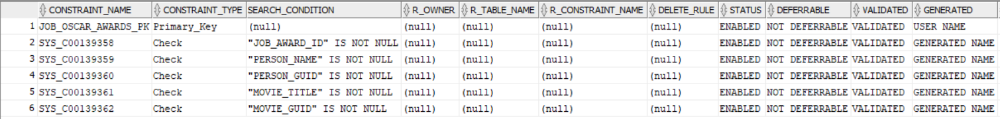 CONSTRAINT_NAME CONSTRAINT_TYPE SEARCH_CONDITION R_OWNER R_TABLE_NAME R_CONSTRAINT_NAME DELETE_RULE STATUS DEFERRABLE VALIDATED GENERATED
1 JOB_OSCAR_AWARDS_PK Primary_Key (null) (null) (null) (null) (null) ENABLED NOT DEFERRABLE VALIDATED USER NAME
2 SYS_C00139358 Check "JOB_AWARD_ID" IS NOT NULL (null) (null) (null) (null) ENABLED NOT DEFERRABLE VALIDATED GENERATED NAME
3 SYS_C00139359 Check "PERSON_NAME" IS NOT NULL (null) (null) (null) (null) ENABLED NOT DEFERRABLE VALIDATED GENERATED NAME
4 SYS_C00139360 Check "PERSON_GUID" IS NOT NULL (null) (null) (null) (null) ENABLED NOT DEFERRABLE VALIDATED GENERATED NAME
5 SYS_C00139361 Check "MOVIE_TITLE" IS NOT NULL (null) (null) (null) (null) ENABLED NOT DEFERRABLE VALIDATED GENERATED NAME
6 SYS_C00139362 Check "MOVIE_GUID" IS NOT NULL (null) (null) (null) (null) ENABLED NOT DEFERRABLE VALIDATED GENERATED NAME